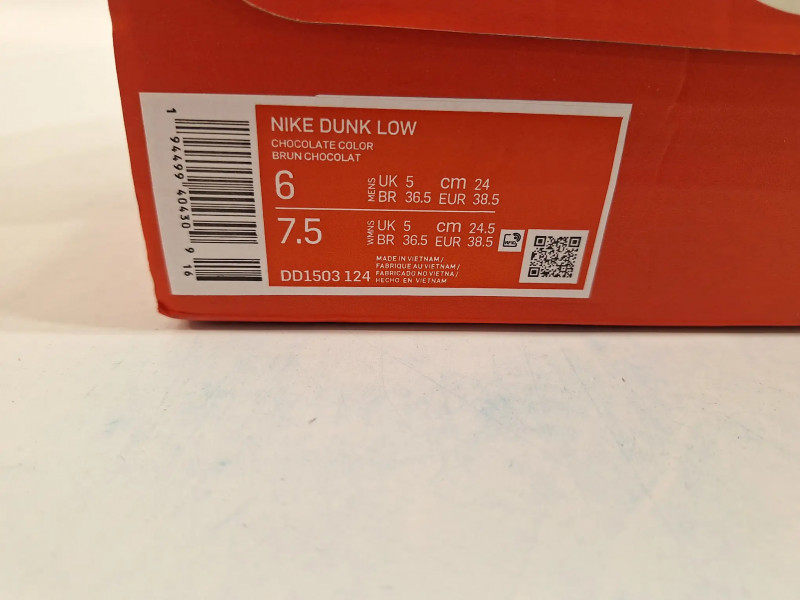 NIKE DUNK LOW
CHOCOLATE COLOR
BRUN CHOCOLAT
6 MENS UK 5 cm 24
BR 36.5 EUR 38.5
7.5 WMNS UK 5 cm 24.5
BR 36.5 EUR 38.5
MADE IN VIETNAM /
FABRIQUE AU VIETNAM /
FABRICADO NO VIETNA /
HECHO EN VIETNAM
DD1503 124
1 94499 40430 9 16